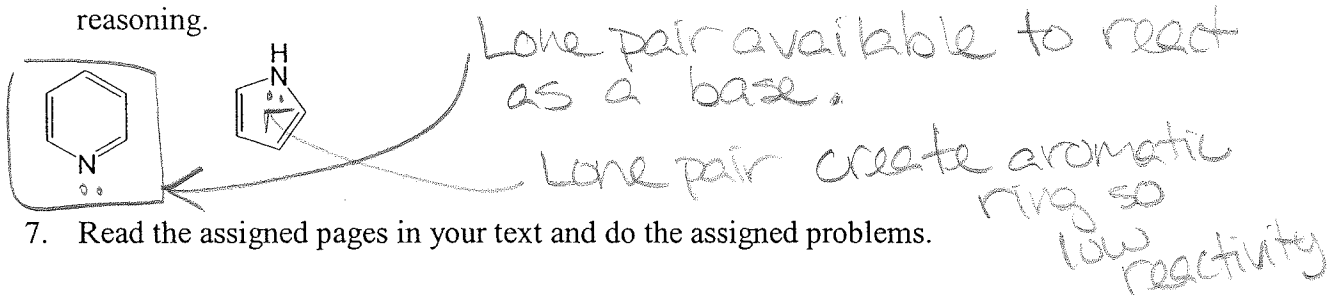 reasoning.
Lone pair available to react
as a base.
H
N
N
Lone pair create aromatic
ring so
low
reactivity
7. Read the assigned pages in your text and do the assigned problems.